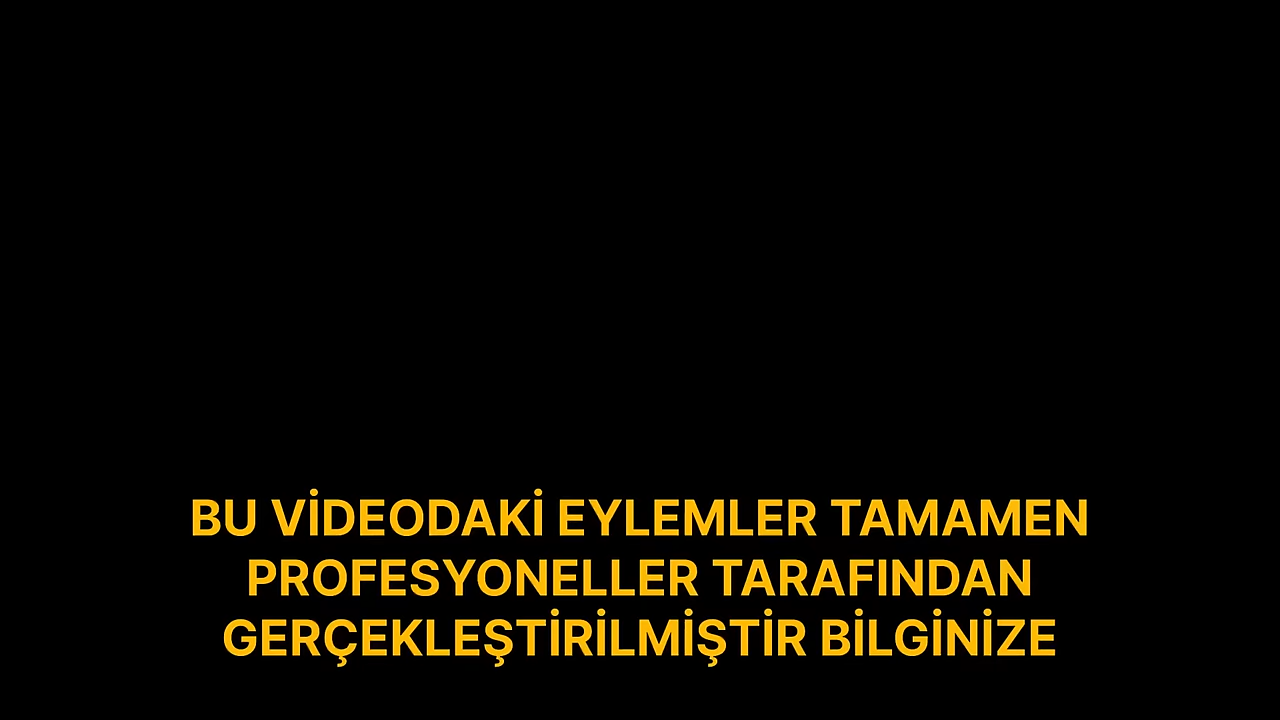 BU VİDEODAKİ EYLEMLER TAMAMEN
PROFESYONELLER TARAFINDAN
GERÇEKLEŞTİRİLMİŞTİR BİLGİNİZE